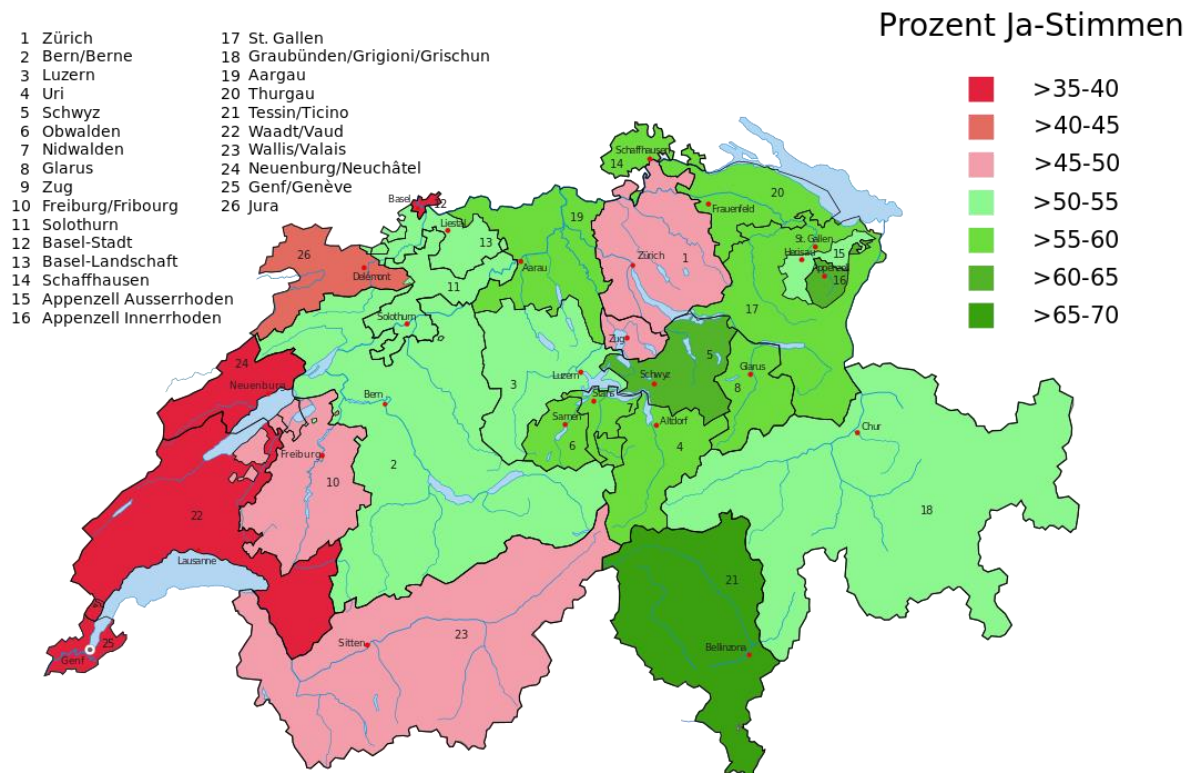 Prozent Ja-Stimmen
1 Zürich
2 Bern/Berne
3 Luzern
4 Uri
5 Schwyz
6 Obwalden
7 Nidwalden
8 Glarus
9 Zug
10 Freiburg/Fribourg
11 Solothurn
12 Basel-Stadt
13 Basel-Landschaft
14 Schaffhausen
15 Appenzell Ausserrhoden
16 Appenzell Innerrhoden
17 St. Gallen
18 Graubünden/Grigioni/Grischun
19 Aargau
20 Thurgau
21 Tessin/Ticino
22 Waadt/Vaud
23 Wallis/Valais
24 Neuenburg/Neuchâtel
25 Genf/Genève
26 Jura
>35-40
>40-45
>45-50
>50-55
>55-60
>60-65
>65-70
Schaffhausen
14
Basel
12
20
Frauenfeld
19
Liestal
13
St. Gallen
15
Herisau
26
Delémont
Aarau
Zürich 1
Appenzell
16
11
17
Solothurn
Zug
5
24
Neuenburg
Luzern
Schwyz
Glarus
3
8
Bern
Stans
7
Sarnen
Altdorf
Chur
6
4
Freiburg
2
10
22
18
Lausanne
21
25
Genf
23
Sitten
Bellinzona